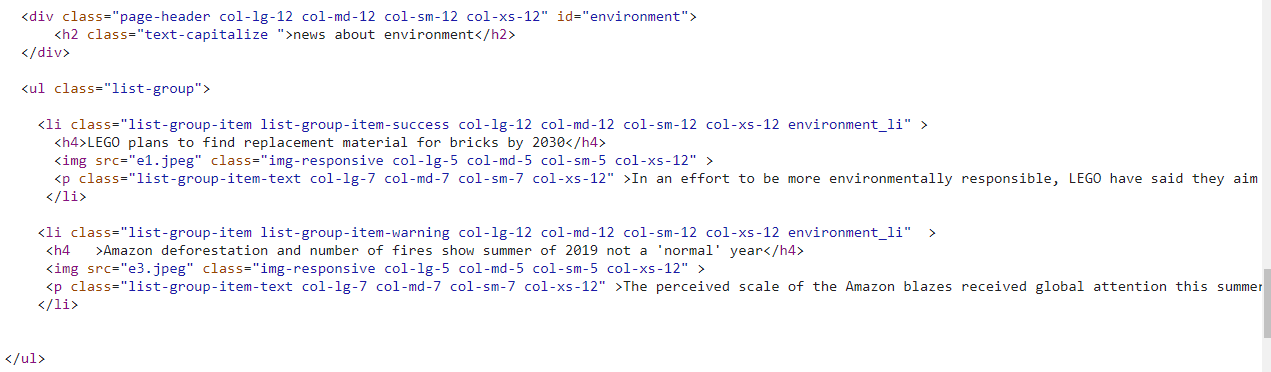 <div class="page-header col-lg-12 col-md-12 col-sm-12 col-xs-12" id="environment">
<h2 class="text-capitalize ">news about environment</h2>
</div>
<ul class="list-group">
<li class="list-group-item list-group-item-success col-lg-12 col-md-12 col-sm-12 col-xs-12 environment_li" >
<h4>LEGO plans to find replacement material for bricks by 2030</h4>
<img src="e1.jpeg" class="img-responsive col-lg-5 col-md-5 col-sm-5 col-xs-12" >
<p class="list-group-item-text col-lg-7 col-md-7 col-sm-7 col-xs-12" >In an effort to be more environmentally responsible, LEGO have said they aim
</li>
<li class="list-group-item list-group-item-warning col-lg-12 col-md-12 col-sm-12 col-xs-12 environment_li"  >
<h4   >Amazon deforestation and number of fires show summer of 2019 not a 'normal' year</h4>
<img src="e3.jpeg" class="img-responsive col-lg-5 col-md-5 col-sm-5 col-xs-12" >
<p class="list-group-item-text col-lg-7 col-md-7 col-sm-7 col-xs-12" >The perceived scale of the Amazon blazes received global attention this summer
</li>
</ul>